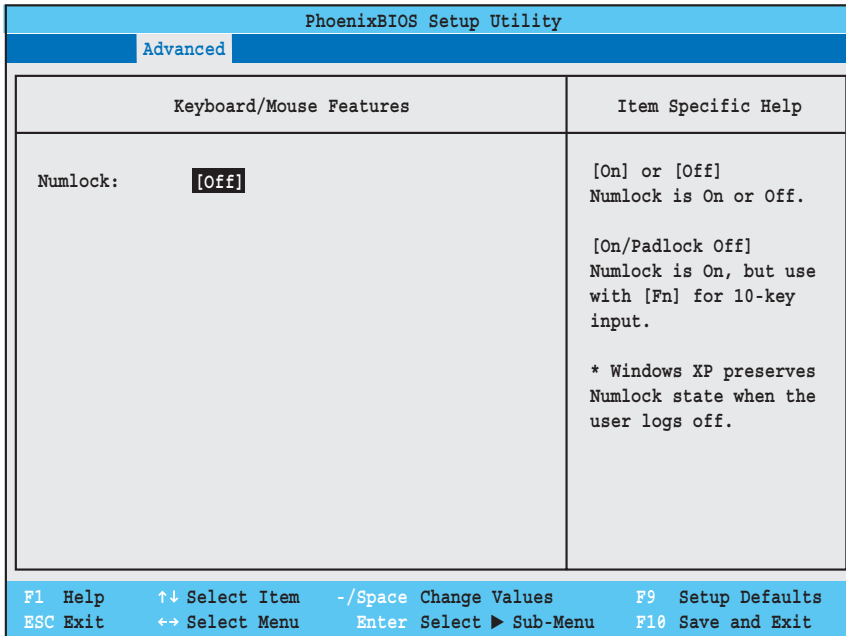 PhoenixBIOS Setup Utility
Advanced
Keyboard/Mouse Features
Item Specific Help
Numlock: [Off]
[On] or [Off]
Numlock is On or Off.
[On/Padlock Off]
Numlock is On, but use
with [Fn] for 10-key
input.
* Windows XP preserves
Numlock state when the
user logs off.
F1 Help ↑↓ Select Item -/Space Change Values F9 Setup Defaults
ESC Exit ←→ Select Menu Enter Select ▶ Sub-Menu F10 Save and Exit